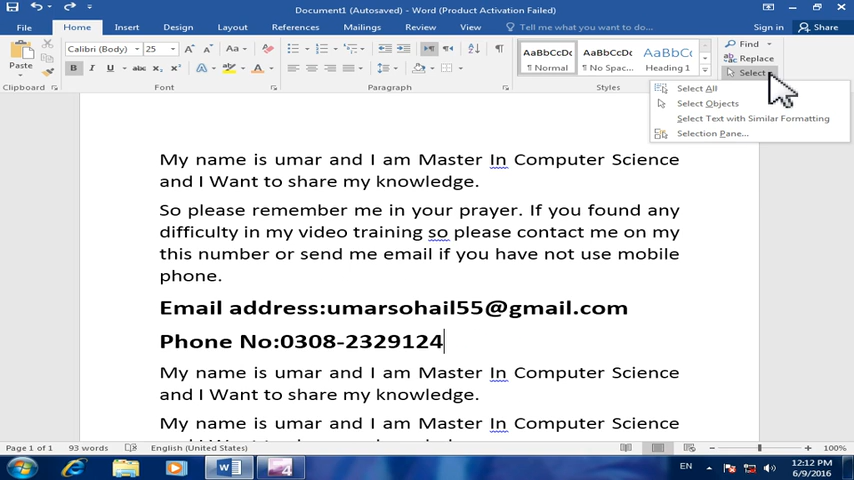 Document1 (Autosaved) - Word (Product Activation Failed)
File Home Insert Design Layout References Mailings Review View Tell me what you want to do... Sign in Share
Paste
Calibri (Body) 25 A A Aa
B I U abc x₂ x² A A
AaBbCcDc AaBbCcDc AaBbCc
¶ Normal ¶ No Spac... Heading 1
Find
Replace
Select
Clipboard Font Paragraph Styles
Select All
Select Objects
Select Text with Similar Formatting
Selection Pane...
My name is umar and I am Master In Computer Science
and I Want to share my knowledge.
So please remember me in your prayer. If you found any
difficulty in my video training so please contact me on my
this number or send me email if you have not use mobile
phone.
Email address:umarsohail55@gmail.com
Phone No:0308-2329124
My name is umar and I am Master In Computer Science
and I Want to share my knowledge.
My name is umar and I am Master In Computer Science
Page 1 of 1 93 words English (United States) 100%
EN 12:12 PM
6/9/2016